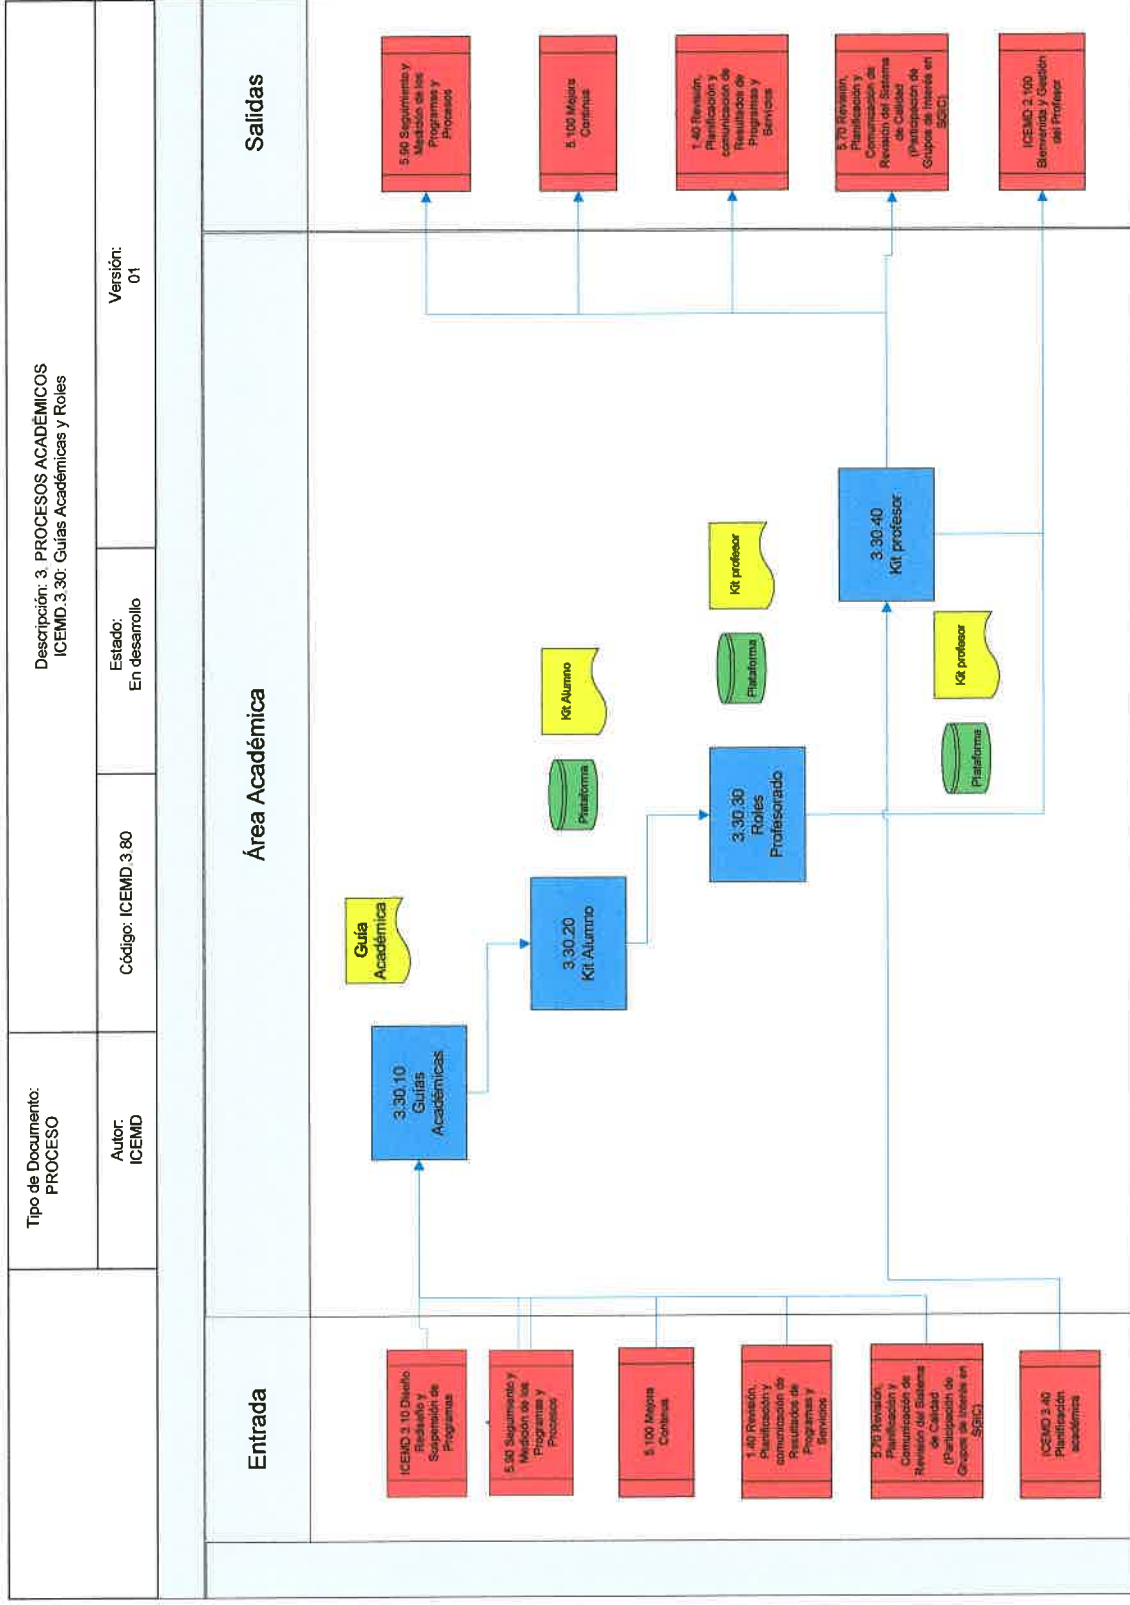 Tipo de Documento:
PROCESO
Descripción: 3. PROCESOS ACADÉMICOS
ICEMD.3.30: Guías Académicas y Roles
Autor:
ICEMD
Código: ICEMD.3.80
Estado:
En desarrollo
Versión:
01
Entrada
Área Académica
Salidas
ICEMD 3.10 Diseño
Rediseño y
Suspensión de
Programas
5.90 Seguimiento y
Medición de los
Programas y
Procesos
5.100 Mejora
Continua
1.40 Revisión,
Planificación y
comunicación de
Resultados de
Programas y
Servicios
5.70 Revisión,
Planificación y
Comunicación de
Revisión del Sistema
de Calidad
(Participación de
Grupos de Interés en
SGIC)
ICEMD 3.40
Planificación
académica
3.30.10
Guías
Académicas
Guía
Académica
3.30.20
Kit Alumno
Plataforma
Kit Alumno
3.30.30
Roles
Profesorado
Plataforma
Kit profesor
3.30.40
Kit profesor
Plataforma
Kit profesor
5.90 Seguimiento y
Medición de los
Programas y
Procesos
5.100 Mejora
Continua
1.40 Revisión,
Planificación y
comunicación de
Resultados de
Programas y
Servicios
5.70 Revisión,
Planificación y
Comunicación de
Revisión del Sistema
de Calidad
(Participación de
Grupos de Interés en
SGIC)
ICEMD 2.100
Bienvenida y Gestión
del Profesor